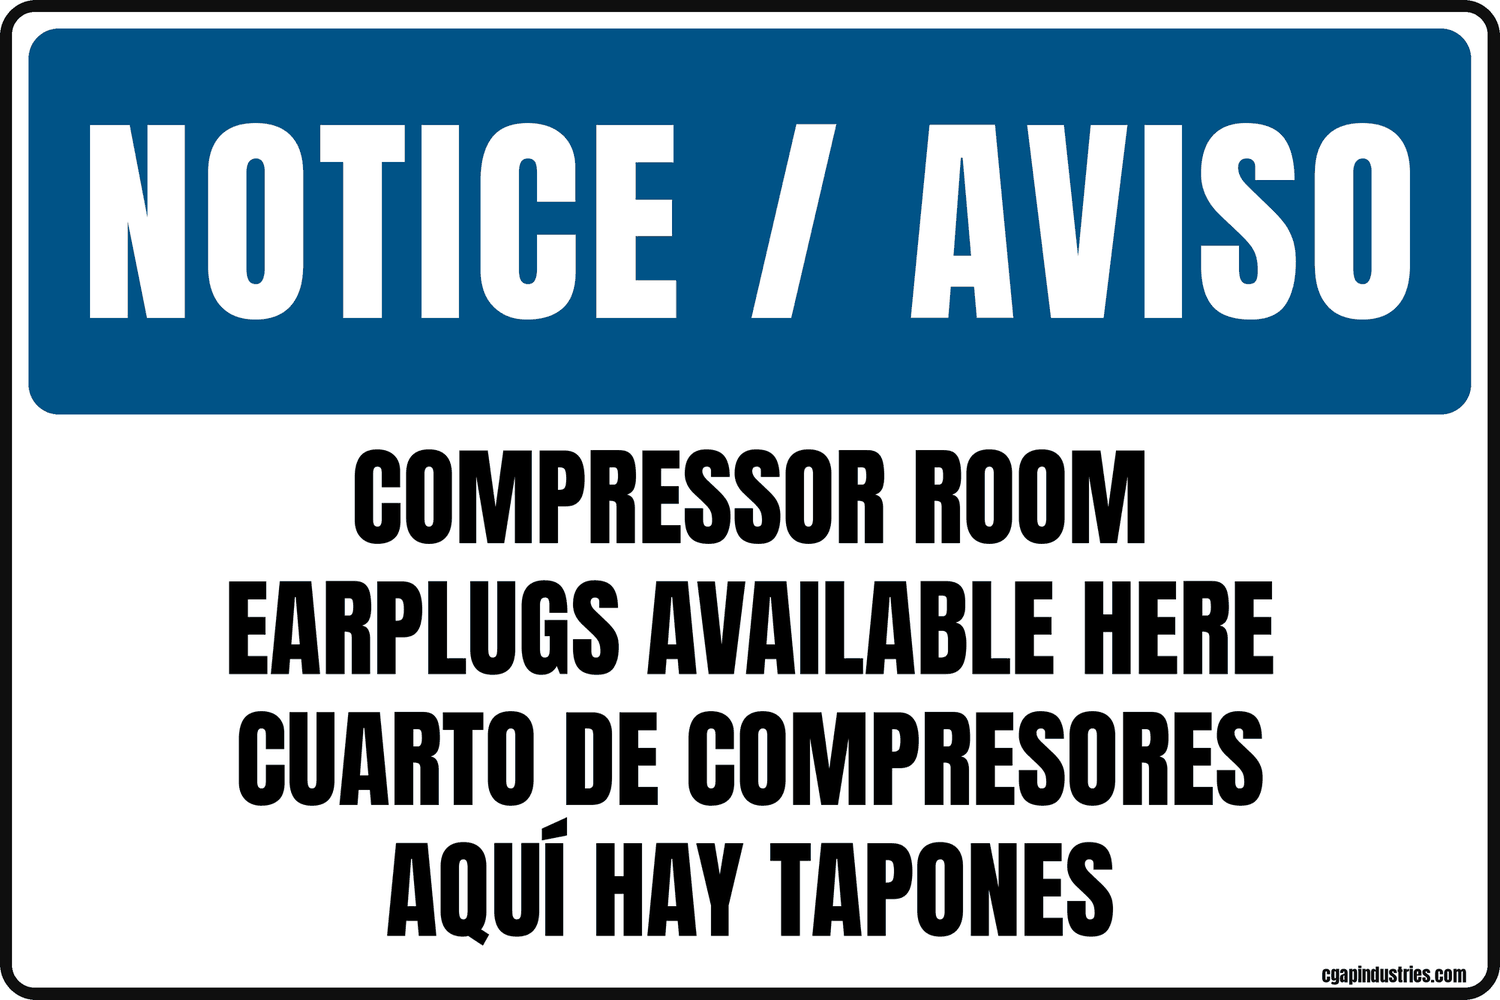 NOTICE / AVISO
COMPRESSOR ROOM
EARPLUGS AVAILABLE HERE
CUARTO DE COMPRESORES
AQUÍ HAY TAPONES
cgapindustries.com